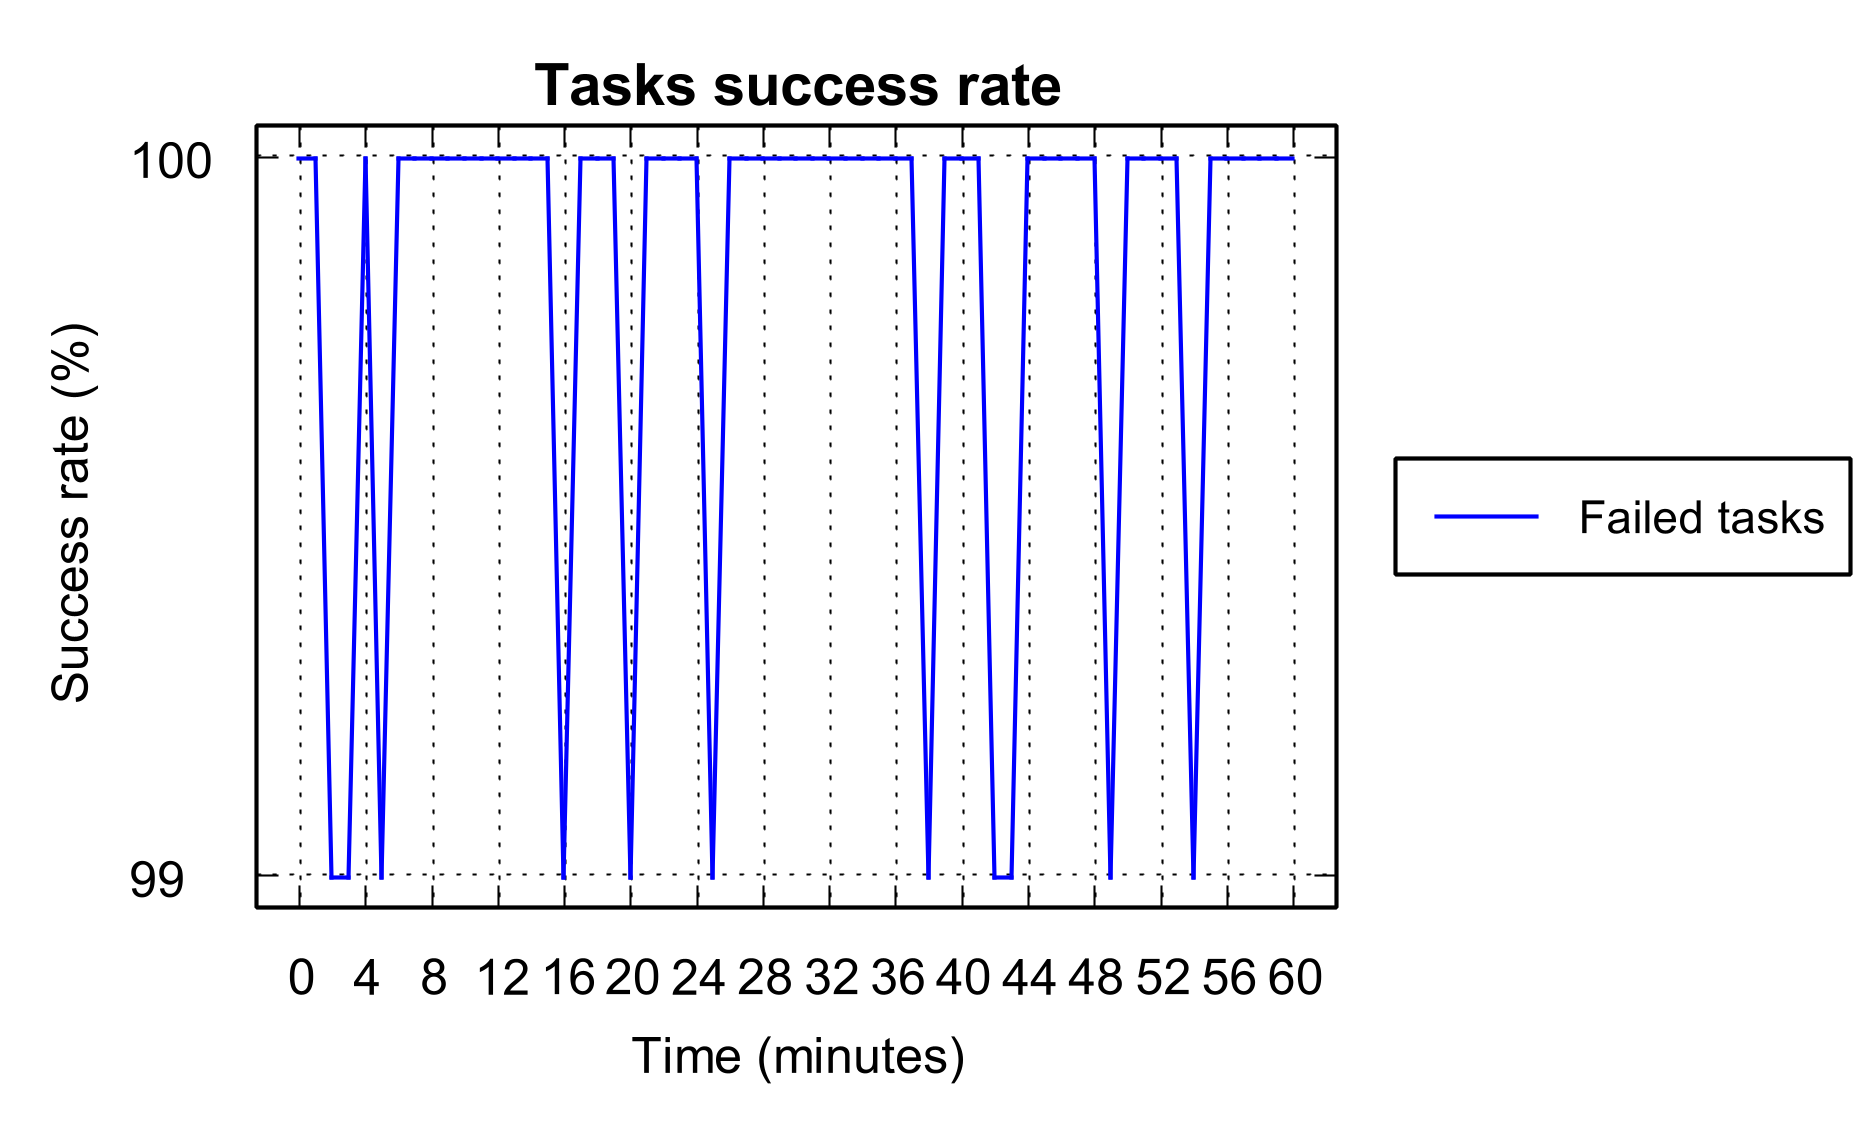 Tasks success rate
100
99
Success rate (%)
0 4 8 12 16 20 24 28 32 36 40 44 48 52 56 60
Time (minutes)
Failed tasks